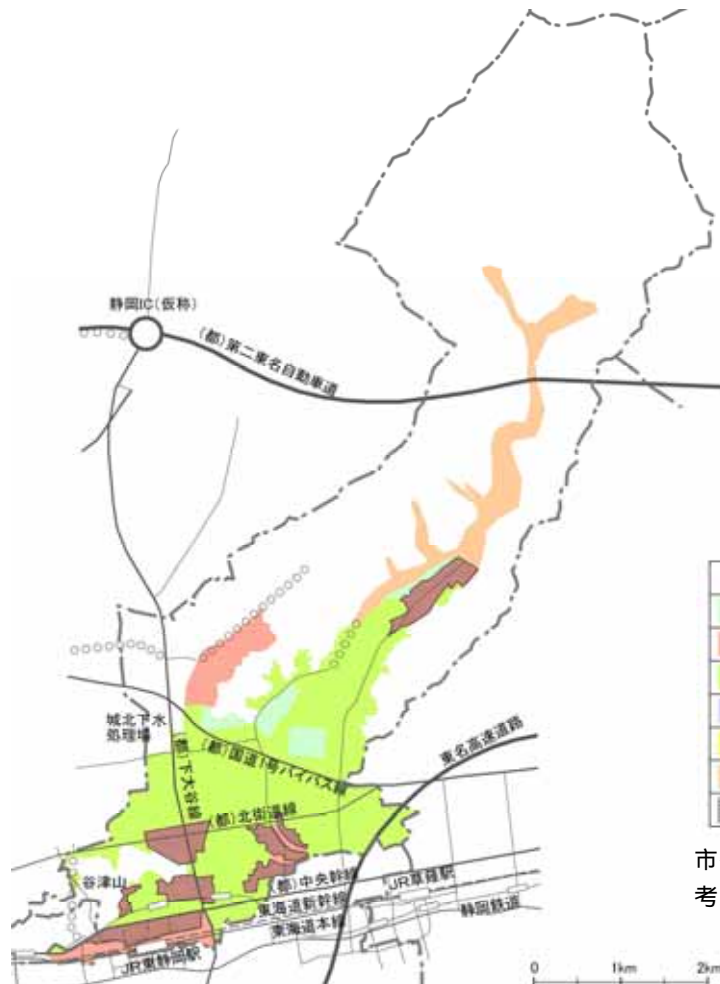 静岡IC(仮称)
(都)第二東名自動車道
城北下水
処理場
(都)下大谷線
(都)国道1号バイパス線
東名高速道路
(都)北街道線
谷津山
(都)中央幹線
JR草薙駅
東海道新幹線
静岡鉄道
東海道本線
JR東静岡駅
市
考
0 1km 2km